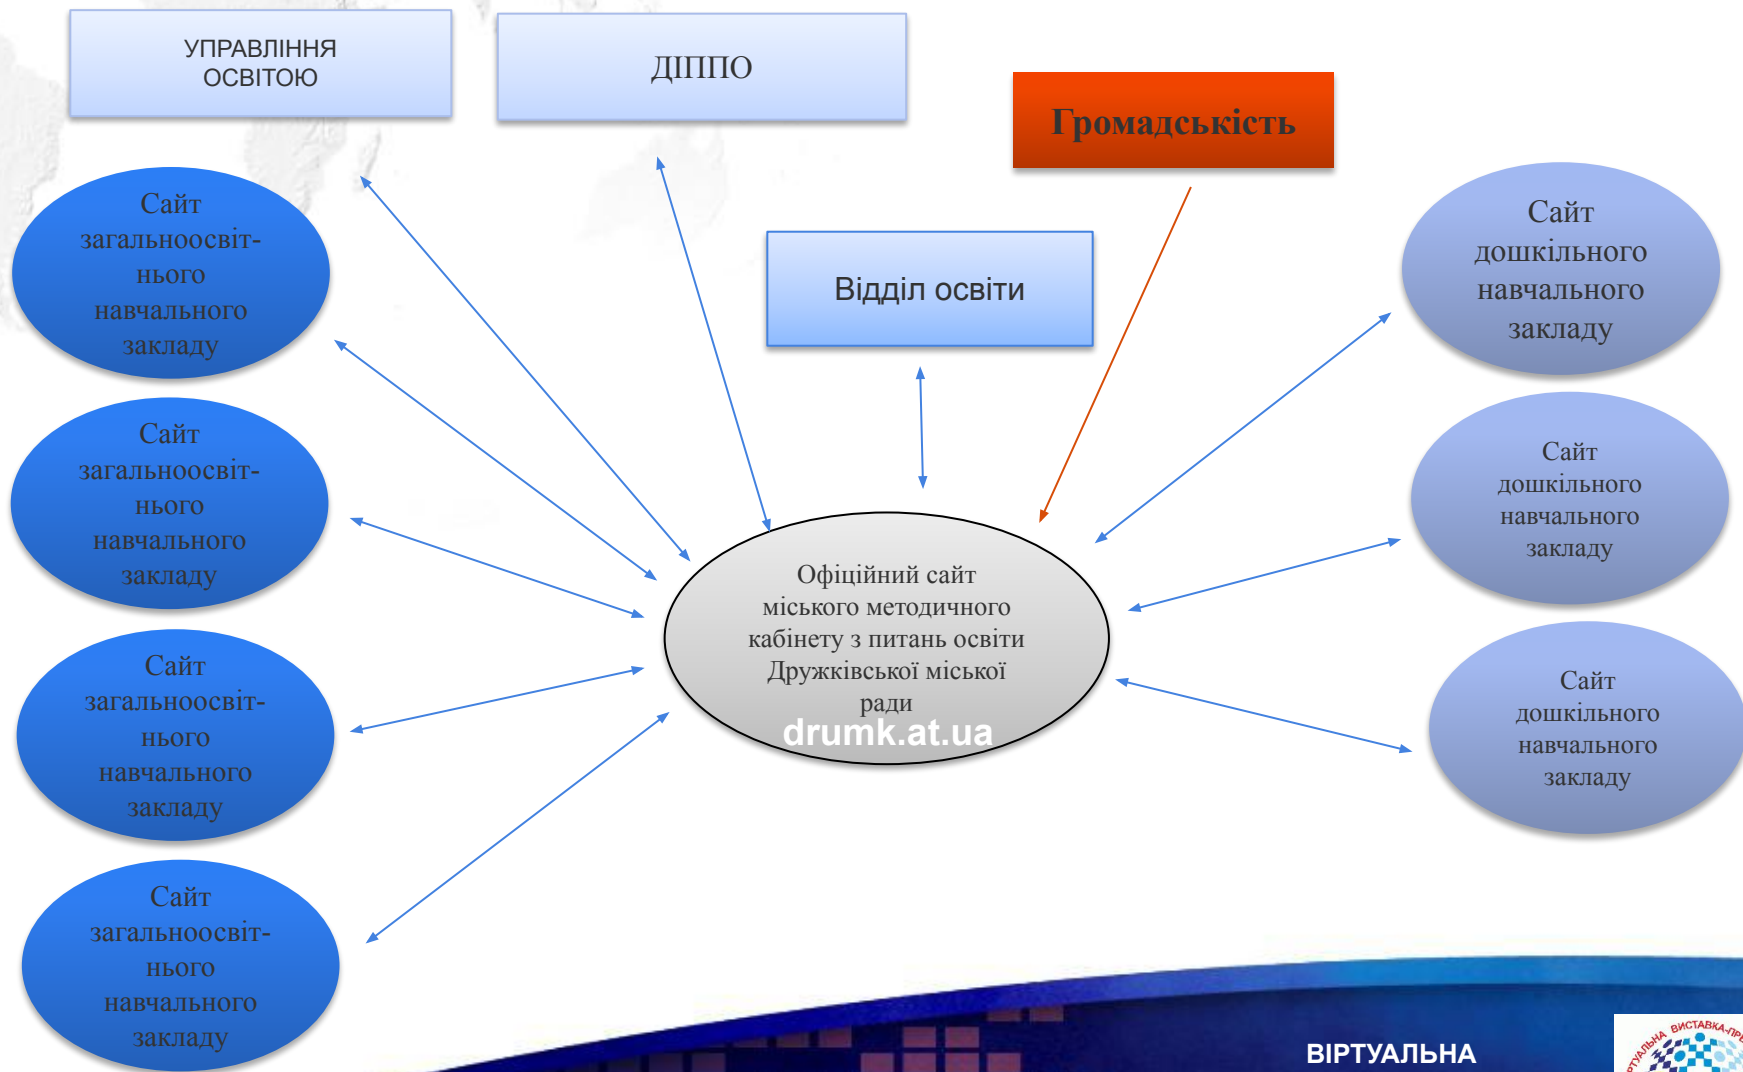 УПРАВЛІННЯ
ОСВІТОЮ
ДІППО
Громадськість
Відділ освіти
Сайт
загальноосвіт-
нього
навчального
закладу
Сайт
загальноосвіт-
нього
навчального
закладу
Сайт
загальноосвіт-
нього
навчального
закладу
Сайт
загальноосвіт-
нього
навчального
закладу
Офіційний сайт
міського методичного
кабінету з питань освіти
Дружківської міської
ради
drumk.at.ua
Сайт
дошкільного
навчального
закладу
Сайт
дошкільного
навчального
закладу
Сайт
дошкільного
навчального
закладу
ВІРТУАЛЬНА